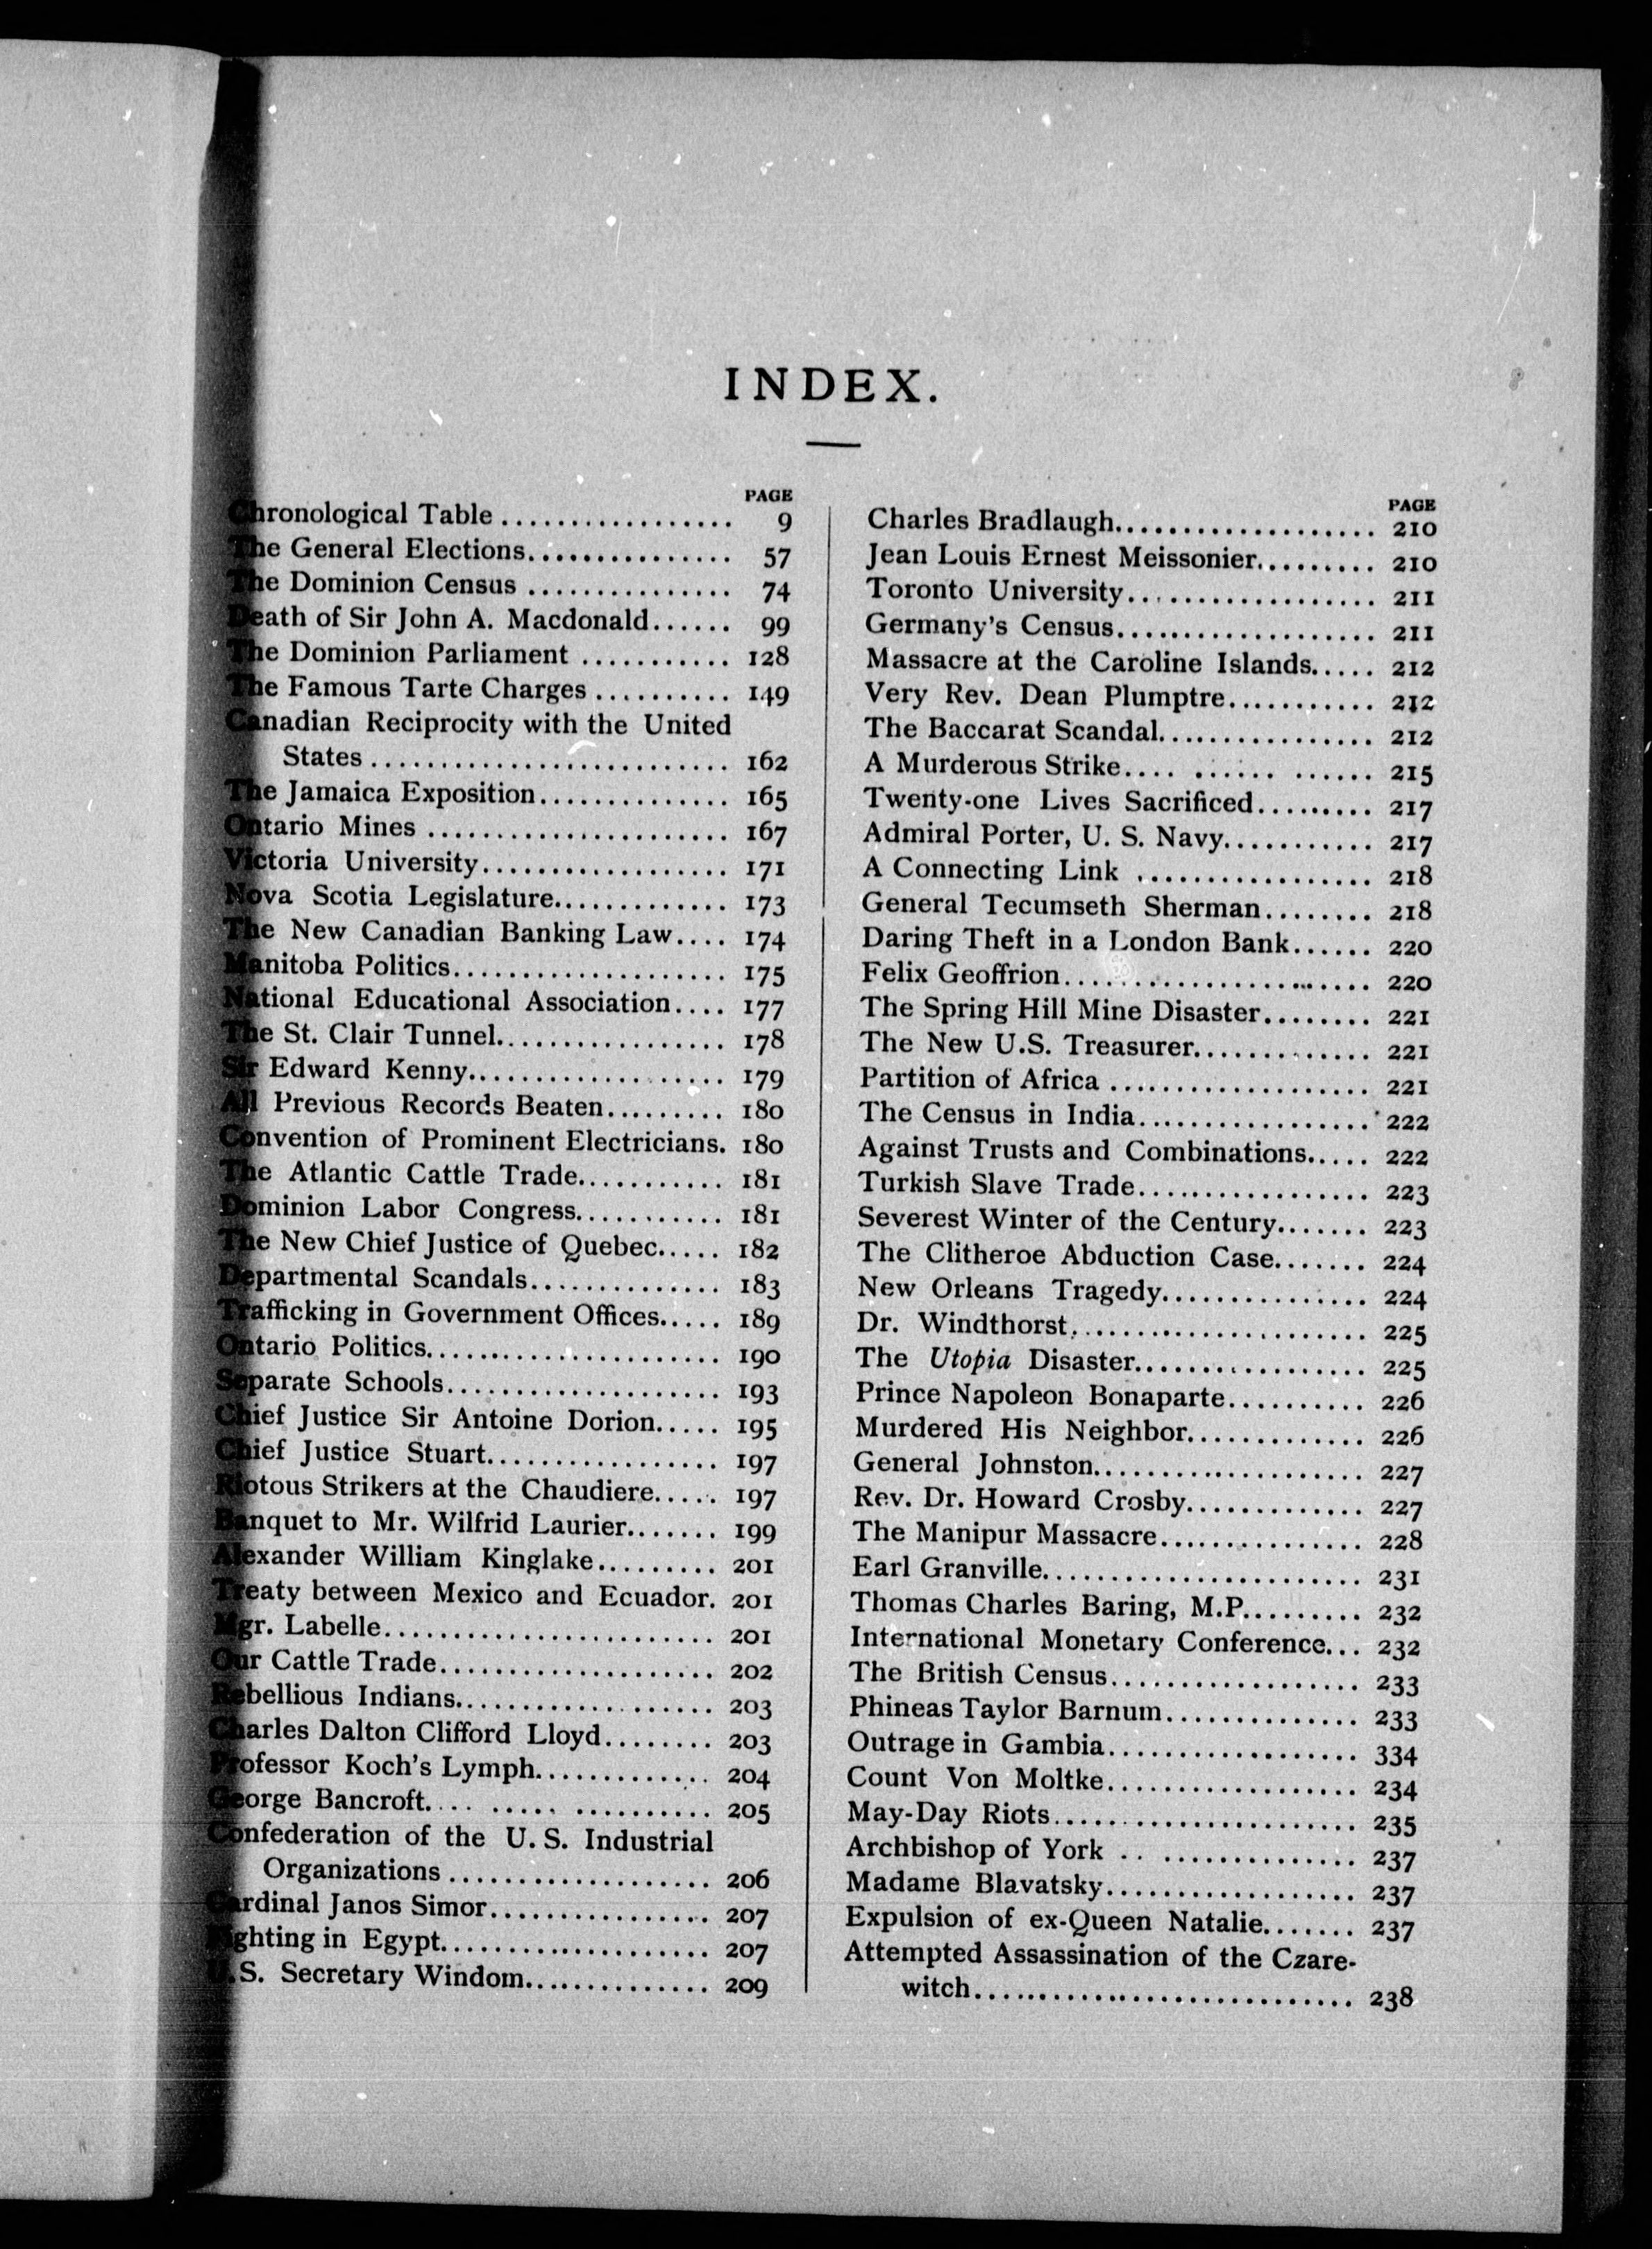 INDEX.
PAGE
Chronological Table .................. 9
The General Elections............... 57
The Dominion Census ............... 74
Death of Sir John A. Macdonald...... 99
The Dominion Parliament ........... 128
The Famous Tarte Charges .......... 149
Canadian Reciprocity with the United
States .......................... 162
The Jamaica Exposition.............. 165
Ontario Mines ...................... 167
Victoria University.................. 171
Nova Scotia Legislature............. 173
The New Canadian Banking Law.... 174
Manitoba Politics.................... 175
National Educational Association.... 177
The St. Clair Tunnel................. 178
Sir Edward Kenny................... 179
All Previous Records Beaten......... 180
Convention of Prominent Electricians. 180
The Atlantic Cattle Trade........... 181
Dominion Labor Congress........... 181
The New Chief Justice of Quebec..... 182
Departmental Scandals.............. 183
Trafficking in Government Offices..... 189
Ontario Politics..................... 190
Separate Schools.................... 193
Chief Justice Sir Antoine Dorion..... 195
Chief Justice Stuart................. 197
Riotous Strikers at the Chaudiere..... 197
Banquet to Mr. Wilfrid Laurier....... 199
Alexander William Kinglake......... 201
Treaty between Mexico and Ecuador. 201
Mgr. Labelle........................ 201
Our Cattle Trade.................... 202
Rebellious Indians................... 203
Charles Dalton Clifford Lloyd........ 203
Professor Koch's Lymph............. 204
George Bancroft.... ..... .......... 205
Confederation of the U. S. Industrial
Organizations ................... 206
Cardinal Janos Simor................ 207
Fighting in Egypt.................... 207
U.S. Secretary Windom.............. 209
PAGE
Charles Bradlaugh................... 210
Jean Louis Ernest Meissonier......... 210
Toronto University.................. 211
Germany's Census................... 211
Massacre at the Caroline Islands..... 212
Very Rev. Dean Plumptre........... 212
The Baccarat Scandal................ 212
A Murderous Strike.... ...... ...... 215
Twenty-one Lives Sacrificed......... 217
Admiral Porter, U. S. Navy........... 217
A Connecting Link ................. 218
General Tecumseth Sherman........ 218
Daring Theft in a London Bank...... 220
Felix Geoffrion....................... 220
The Spring Hill Mine Disaster........ 221
The New U.S. Treasurer............. 221
Partition of Africa ................... 221
The Census in India................. 222
Against Trusts and Combinations..... 222
Turkish Slave Trade................. 223
Severest Winter of the Century....... 223
The Clitheroe Abduction Case....... 224
New Orleans Tragedy............... 224
Dr. Windthorst...................... 225
The Utopia Disaster................. 225
Prince Napoleon Bonaparte.......... 226
Murdered His Neighbor............. 226
General Johnston.................... 227
Rev. Dr. Howard Crosby............. 227
The Manipur Massacre............... 228
Earl Granville........................ 231
Thomas Charles Baring, M.P......... 232
International Monetary Conference... 232
The British Census.................. 233
Phineas Taylor Barnum.............. 233
Outrage in Gambia.................. 334
Count Von Moltke.................. 234
May-Day Riots...................... 235
Archbishop of York .. .............. 237
Madame Blavatsky.................. 237
Expulsion of ex-Queen Natalie....... 237
Attempted Assassination of the Czare-
witch............................ 238